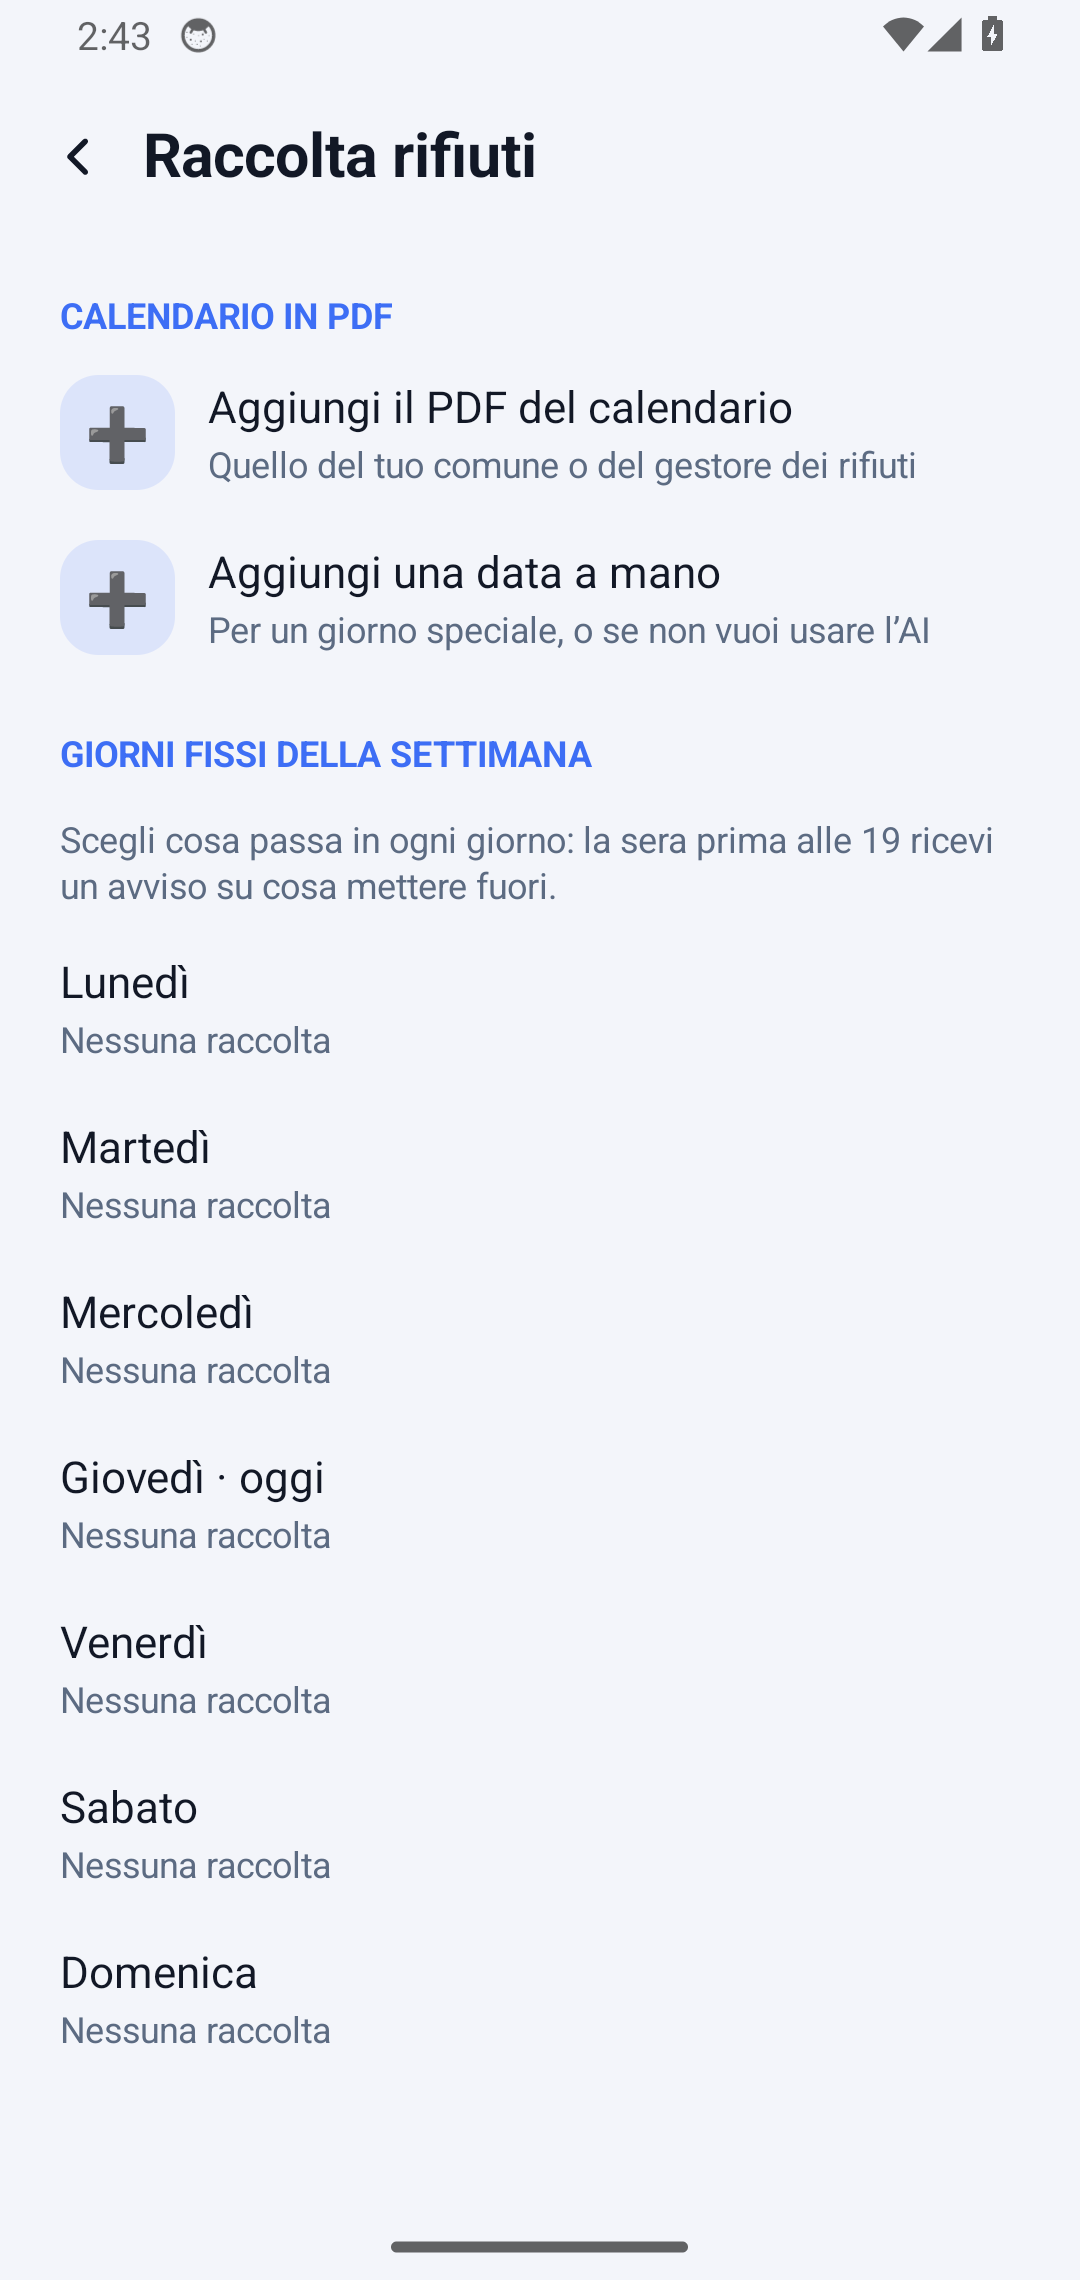 2:43
Raccolta rifiuti
CALENDARIO IN PDF
Aggiungi il PDF del calendario
Quello del tuo comune o del gestore dei rifiuti
Aggiungi una data a mano
Per un giorno speciale, o se non vuoi usare l’AI
GIORNI FISSI DELLA SETTIMANA
Scegli cosa passa in ogni giorno: la sera prima alle 19 ricevi
un avviso su cosa mettere fuori.
Lunedì
Nessuna raccolta
Martedì
Nessuna raccolta
Mercoledì
Nessuna raccolta
Giovedì · oggi
Nessuna raccolta
Venerdì
Nessuna raccolta
Sabato
Nessuna raccolta
Domenica
Nessuna raccolta